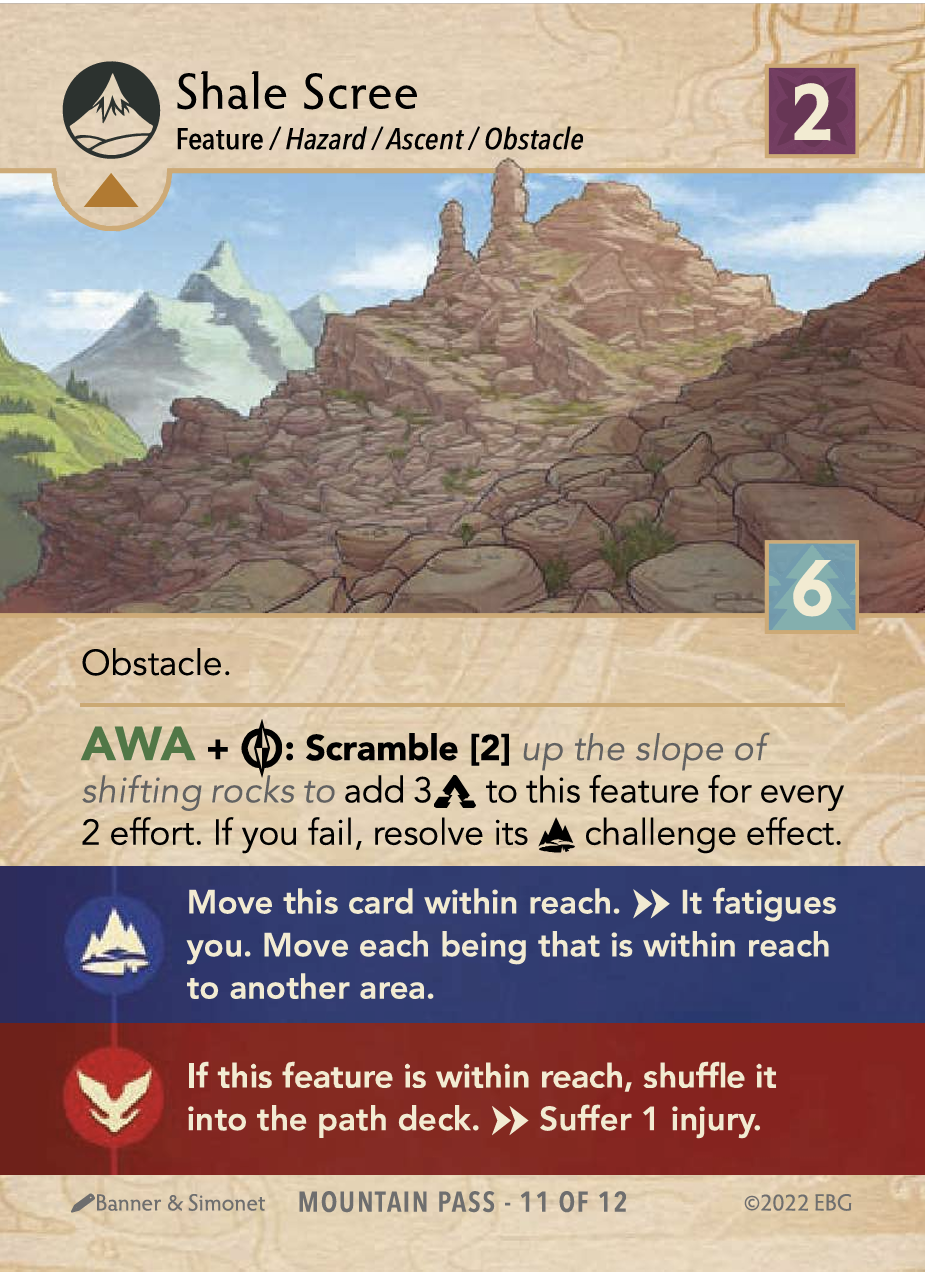 Shale Scree
2
Feature / Hazard / Ascent / Obstacle
6
Obstacle.
AWA + : Scramble [2] up the slope of
shifting rocks to add 3 to this feature for every
2 effort. If you fail, resolve its challenge effect.
Move this card within reach. It fatigues
you. Move each being that is within reach
to another area.
If this feature is within reach, shuffle it
into the path deck. Suffer 1 injury.
Banner & Simonet MOUNTAIN PASS - 11 OF 12 ©2022 EBG